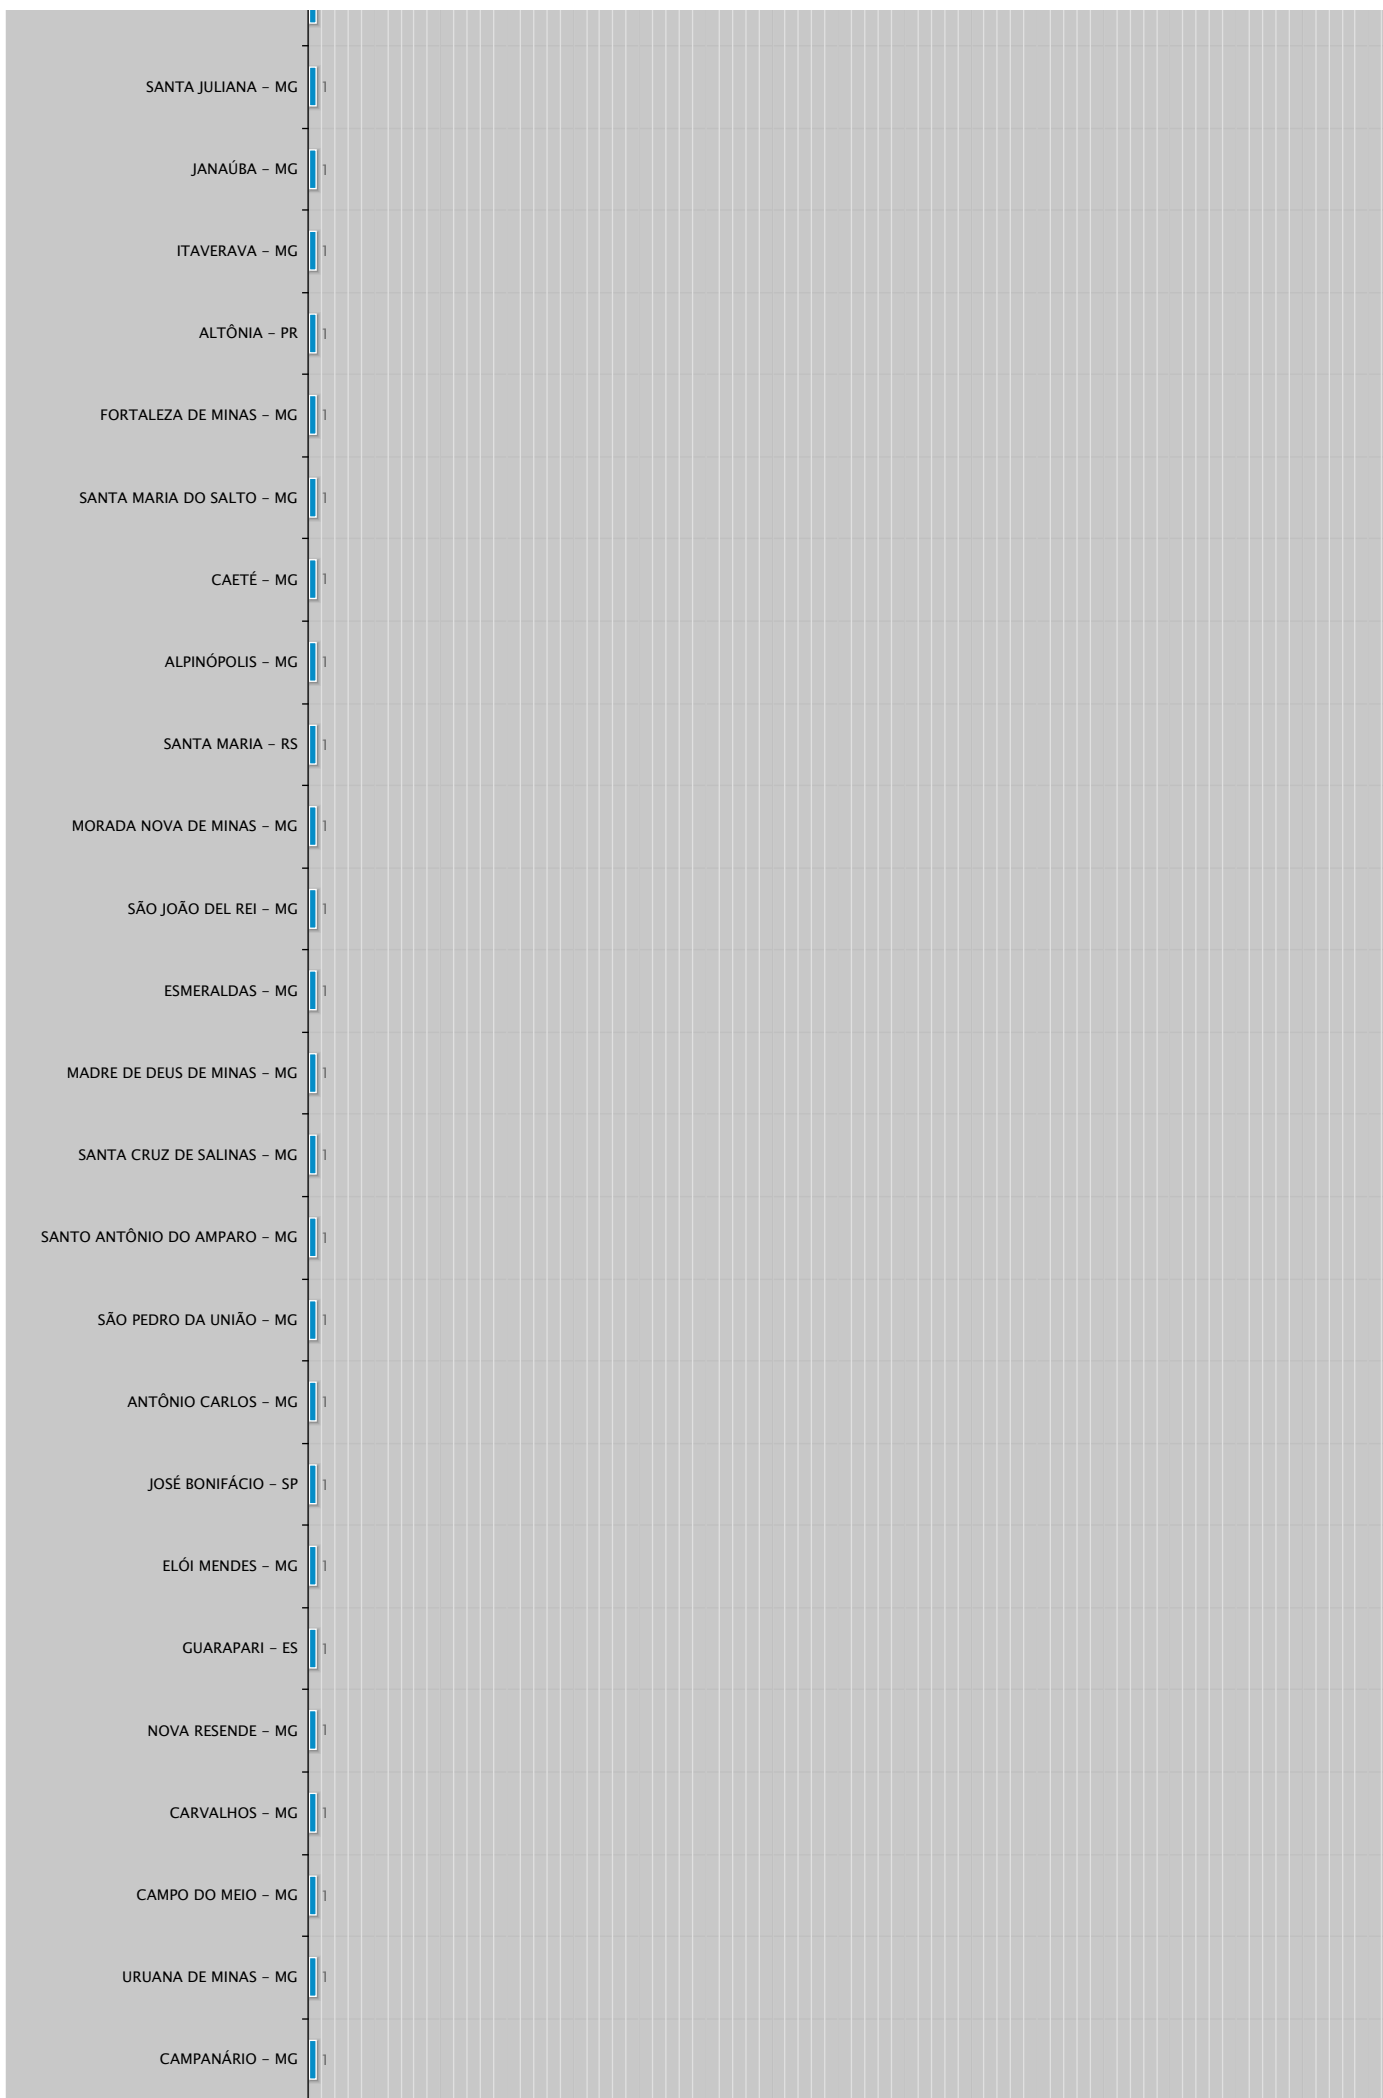 SANTA JULIANA - MG 1
JANAÚBA - MG 1
ITAVERAVA - MG 1
ALTÔNIA - PR 1
FORTALEZA DE MINAS - MG 1
SANTA MARIA DO SALTO - MG 1
CAETÉ - MG 1
ALPINÓPOLIS - MG 1
SANTA MARIA - RS 1
MORADA NOVA DE MINAS - MG 1
SÃO JOÃO DEL REI - MG 1
ESMERALDAS - MG 1
MADRE DE DEUS DE MINAS - MG 1
SANTA CRUZ DE SALINAS - MG 1
SANTO ANTÔNIO DO AMPARO - MG 1
SÃO PEDRO DA UNIÃO - MG 1
ANTÔNIO CARLOS - MG 1
JOSÉ BONIFÁCIO - SP 1
ELÓI MENDES - MG 1
GUARAPARI - ES 1
NOVA RESENDE - MG 1
CARVALHOS - MG 1
CAMPO DO MEIO - MG 1
URUANA DE MINAS - MG 1
CAMPANÁRIO - MG 1